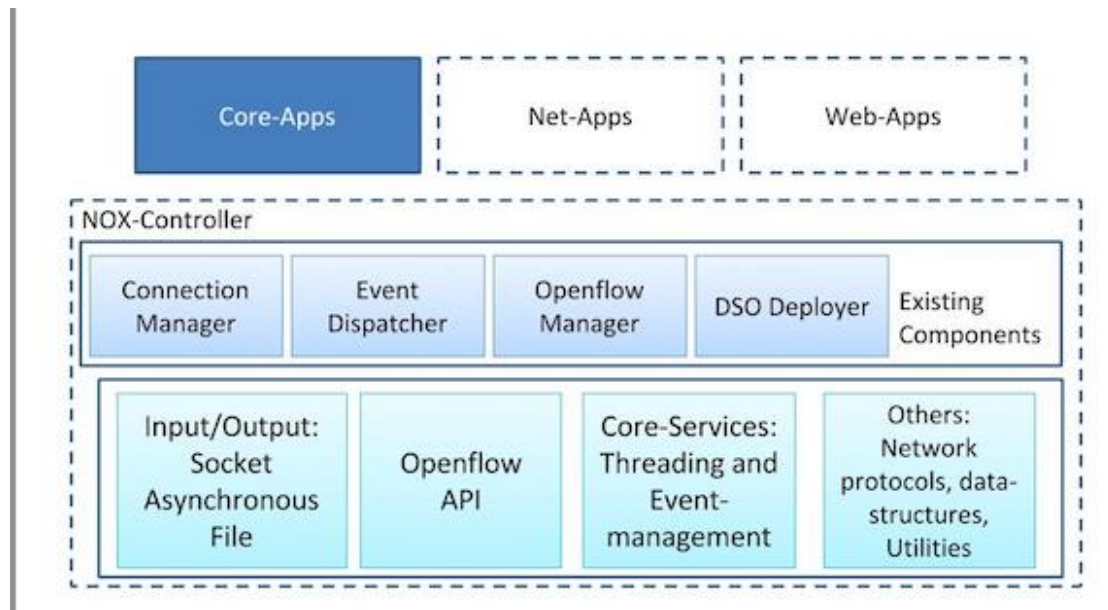 Core-Apps
Net-Apps
Web-Apps
NOX-Controller
Connection
Manager
Event
Dispatcher
Openflow
Manager
DSO Deployer
Existing
Components
Input/Output:
Socket
Asynchronous
File
Openflow
API
Core-Services:
Threading and
Event-
management
Others:
Network
protocols, data-
structures,
Utilities